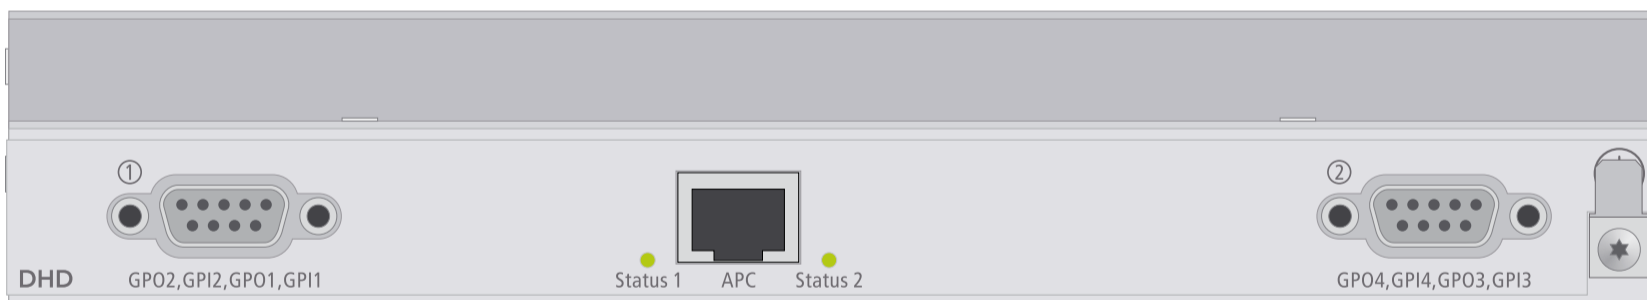 ①
②
DHD
GPO2,GPI2,GPO1,GPI1
Status 1
APC
Status 2
GPO4,GPI4,GPO3,GPI3